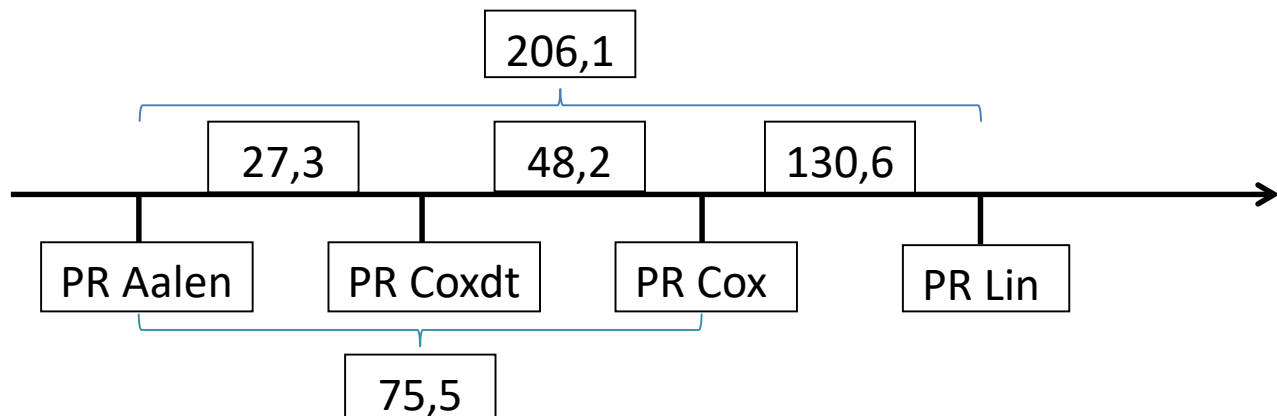 206,1
27,3
48,2
130,6
PR Aalen
PR Coxdt
PR Cox
PR Lin
75,5